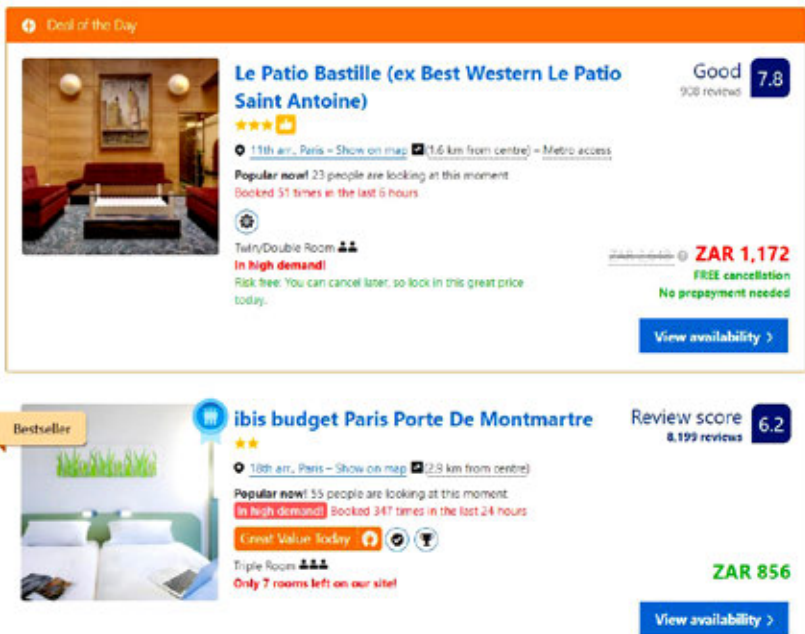 Deal of the Day
Le Patio Bastille (ex Best Western Le Patio
Saint Antoine)
Good
908 reviews
7.8
11th arr., Paris – Show on map (1.6 km from centre) – Metro access
Popular now! 23 people are looking at this moment
Booked 51 times in the last 6 hours
Twin/Double Room
In high demand!
Risk free: You can cancel later, so lock in this great price
today.
ZAR 1,172
FREE cancellation
No prepayment needed
View availability
Bestseller
ibis budget Paris Porte De Montmartre
Review score
8,199 reviews
6.2
18th arr., Paris – Show on map (2.9 km from centre)
Popular now! 55 people are looking at this moment
In high demand! Booked 347 times in the last 24 hours
Great Value Today
Triple Room
Only 7 rooms left on our site!
ZAR 856
View availability